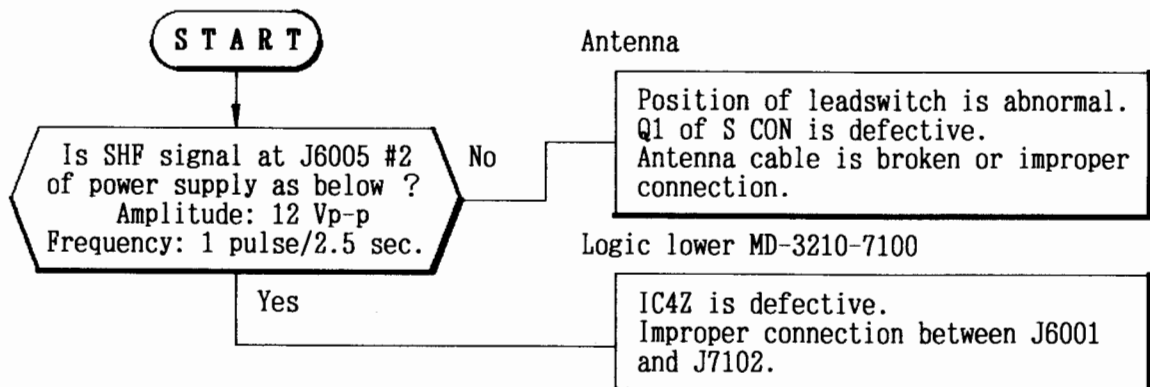 START
Antenna
Position of leadswitch is abnormal.
Q1 of S CON is defective.
Antenna cable is broken or improper
connection.
Is SHF signal at J6005 #2
of power supply as below ?
Amplitude: 12 Vp-p
Frequency: 1 pulse/2.5 sec.
No
Logic lower MD-3210-7100
Yes
IC4Z is defective.
Improper connection between J6001
and J7102.